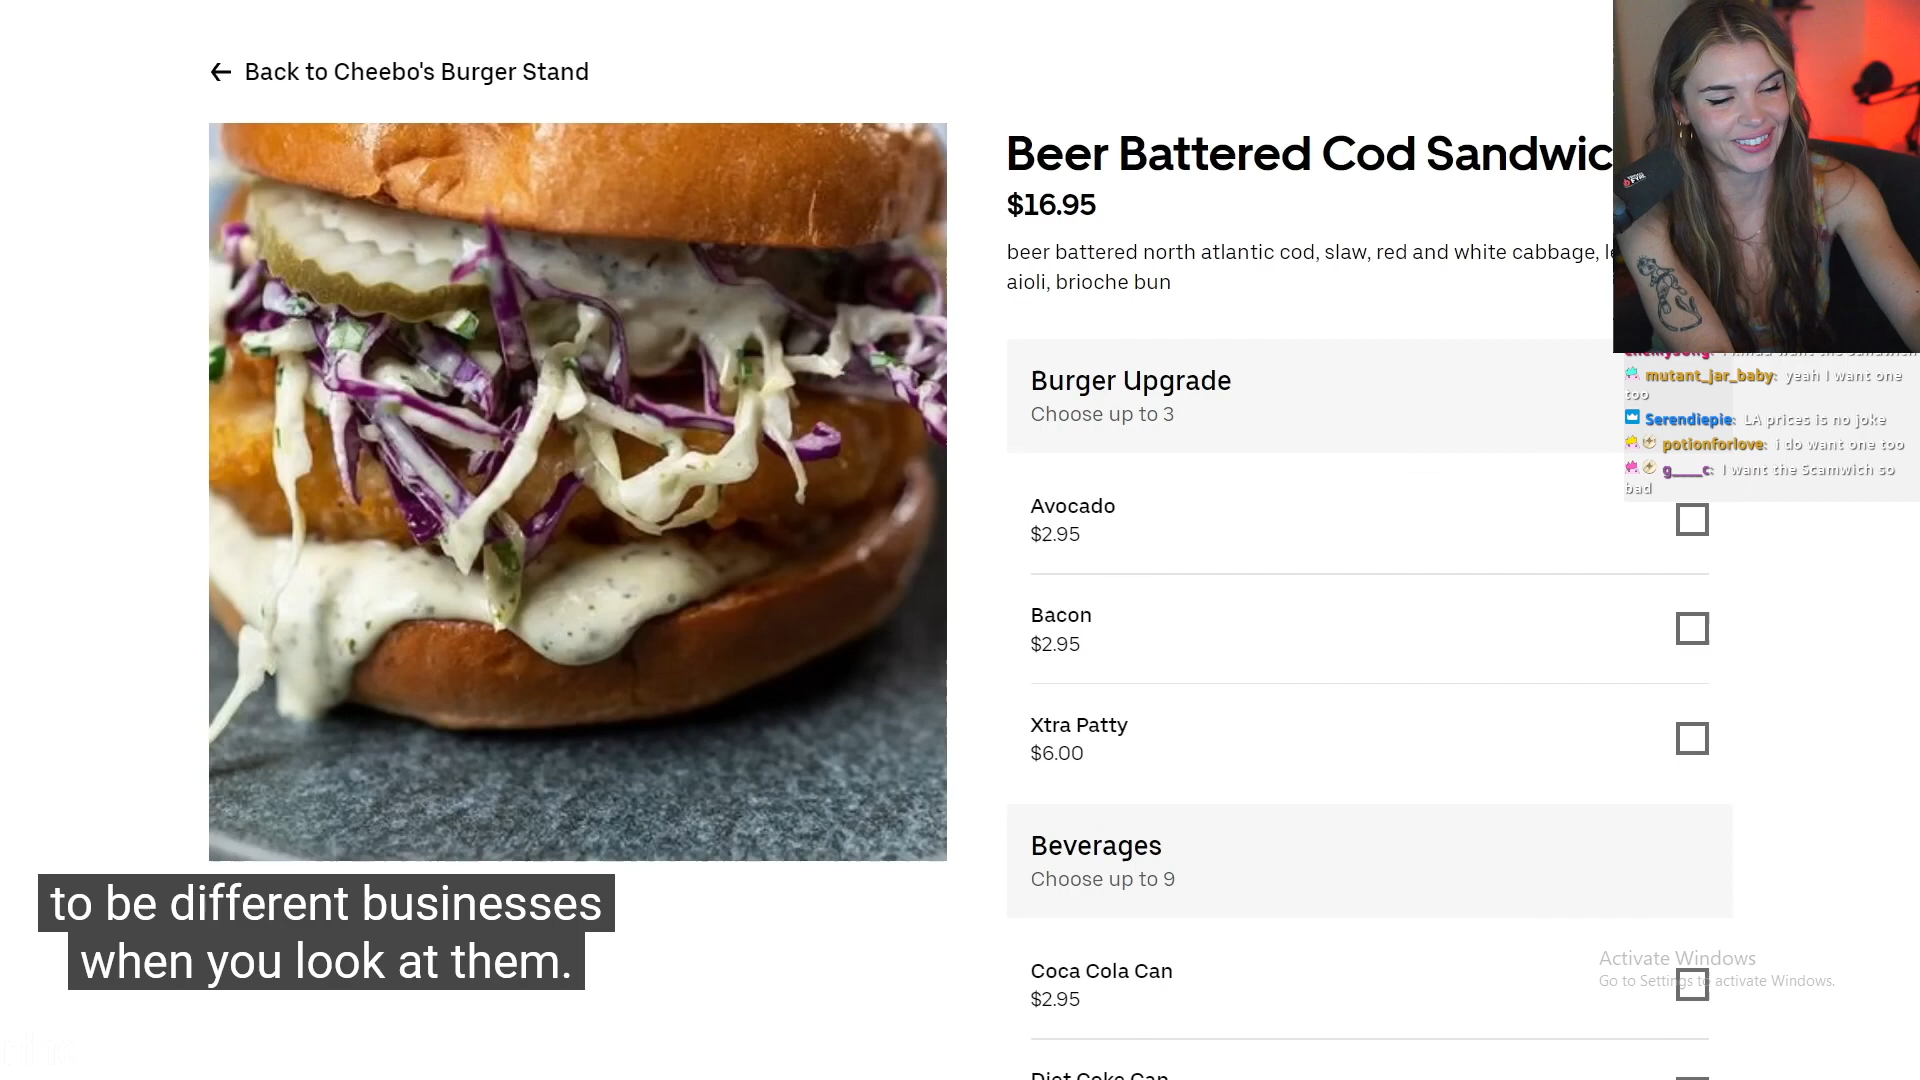 Back to Cheebo's Burger Stand
Beer Battered Cod Sandwic
$16.95
beer battered north atlantic cod, slaw, red and white cabbage,
aioli, brioche bun
Burger Upgrade
Choose up to 3
Avocado
$2.95
Bacon
$2.95
Xtra Patty
$6.00
Beverages
Choose up to 9
Coca Cola Can
$2.95
Diet Coke Can
mutant_jar_baby: yeah I want one
too
Serendiepie: LA prices is no joke
potionforlove: i do want one too
g____c: I want the Scamwich so
bad
to be different businesses
when you look at them.
Activate Windows
Go to Settings to activate Windows.